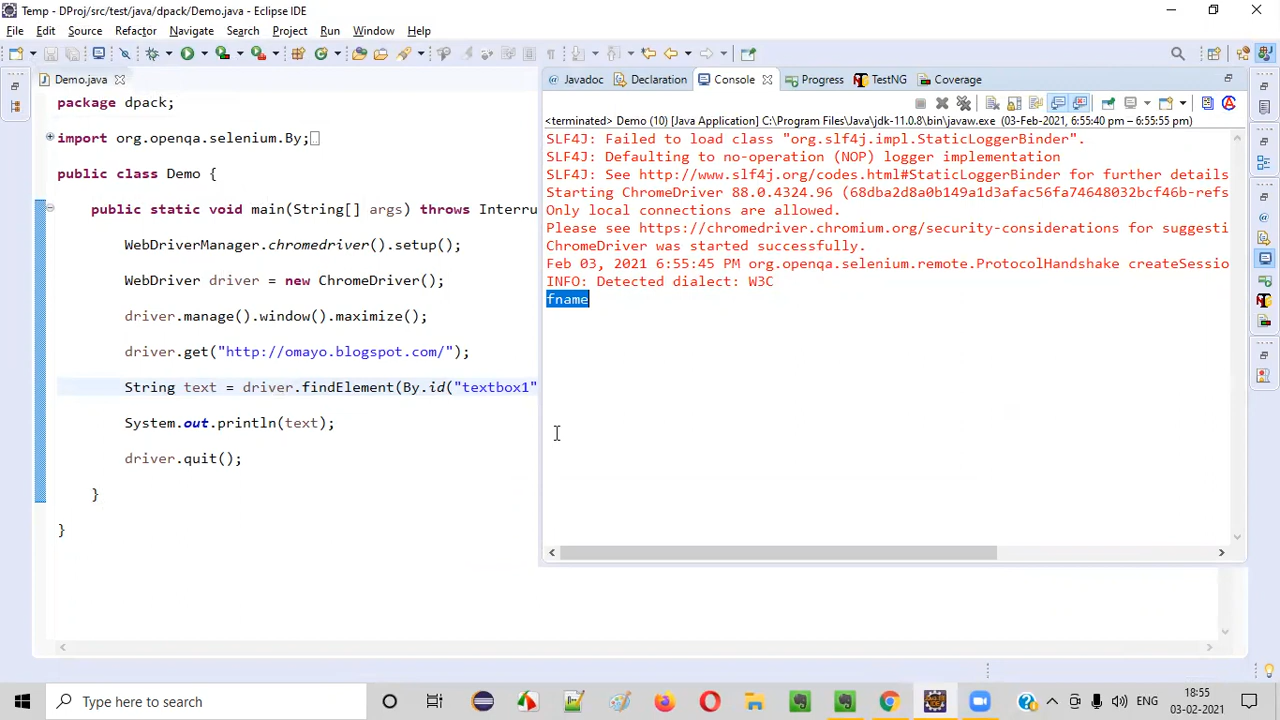 Temp - DProj/src/test/java/dpack/Demo.java - Eclipse IDE
File Edit Source Refactor Navigate Search Project Run Window Help
Demo.java
Javadoc Declaration Console Progress TestNG Coverage
package dpack;
import org.openqa.selenium.By;
public class Demo {
public static void main(String[] args) throws Interru
WebDriverManager.chromedriver().setup();
WebDriver driver = new ChromeDriver();
driver.manage().window().maximize();
driver.get("http://omayo.blogspot.com/");
String text = driver.findElement(By.id("textbox1"
System.out.println(text);
driver.quit();
}
}
<terminated> Demo (10) [Java Application] C:\Program Files\Java\jdk-11.0.8\bin\javaw.exe (03-Feb-2021, 6:55:40 pm – 6:55:55 pm)
SLF4J: Failed to load class "org.slf4j.impl.StaticLoggerBinder".
SLF4J: Defaulting to no-operation (NOP) logger implementation
SLF4J: See http://www.slf4j.org/codes.html#StaticLoggerBinder for further details
Starting ChromeDriver 88.0.4324.96 (68dba2d8a0b149a1d3afac56fa74648032bcf46b-refs
Only local connections are allowed.
Please see https://chromedriver.chromium.org/security-considerations for suggesti
ChromeDriver was started successfully.
Feb 03, 2021 6:55:45 PM org.openqa.selenium.remote.ProtocolHandshake createSessio
INFO: Detected dialect: W3C
fname
Type here to search
ENG
18:55
03-02-2021